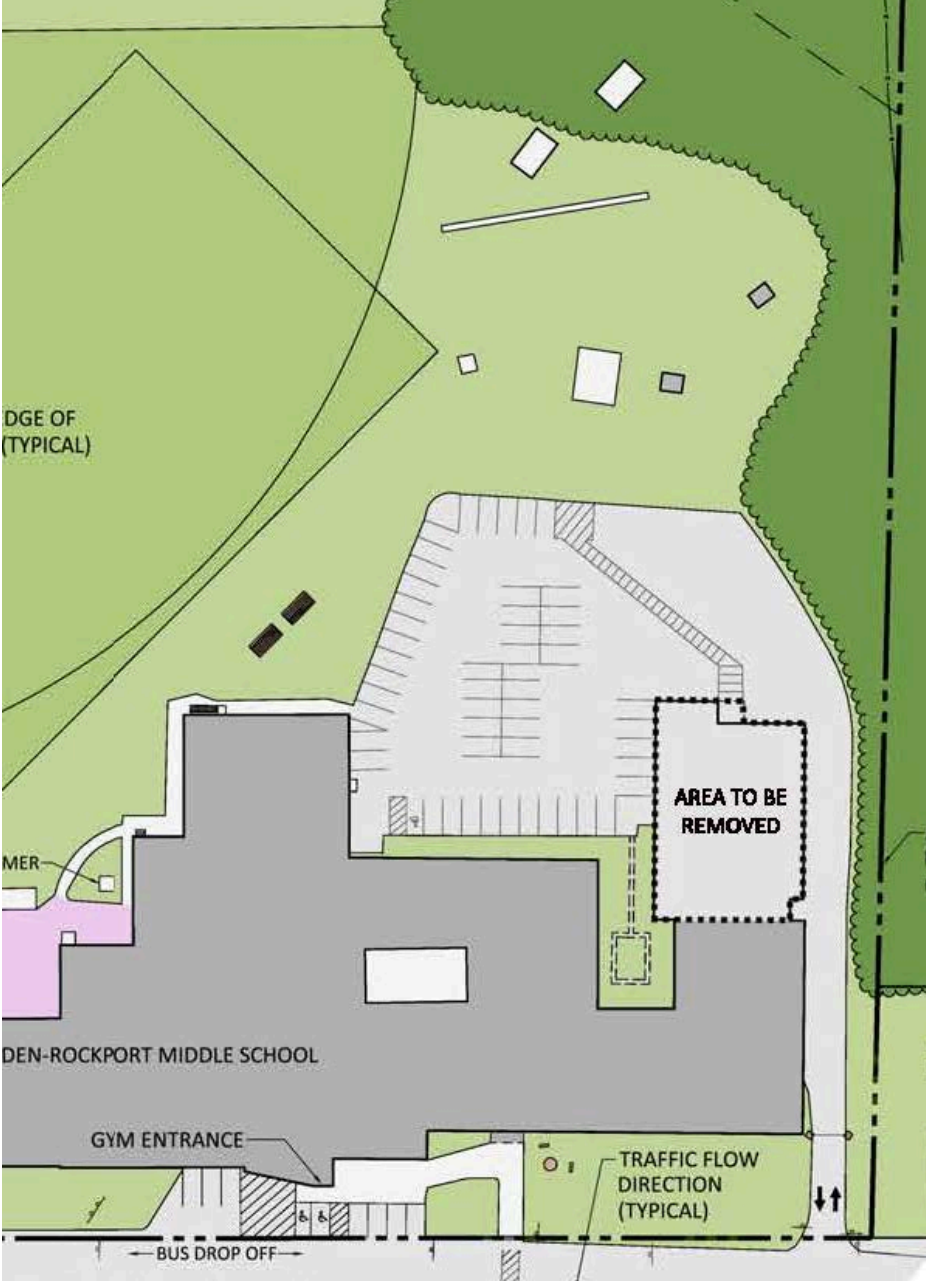 DGE OF
(TYPICAL)
AREA TO BE
REMOVED
MER
DEN-ROCKPORT MIDDLE SCHOOL
GYM ENTRANCE
TRAFFIC FLOW
DIRECTION
(TYPICAL)
BUS DROP OFF